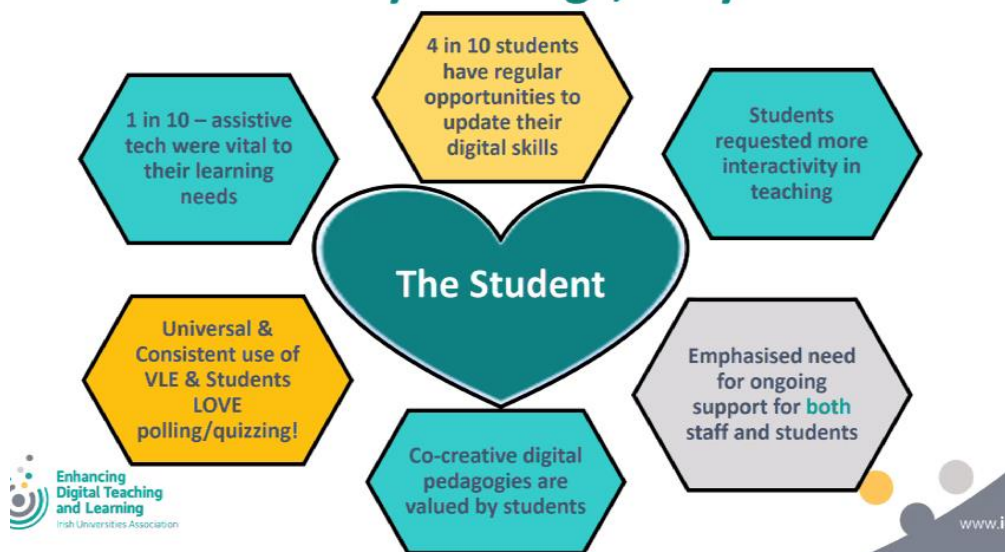 4 in 10 students
have regular
opportunities to
update their
digital skills
1 in 10 – assistive
tech were vital to
their learning
needs
Students
requested more
interactivity in
teaching
The Student
Universal &
Consistent use of
VLE & Students
LOVE
polling/quizzing!
Emphasised need
for ongoing
support for both
staff and students
Co-creative digital
pedagogies are
valued by students
Enhancing
Digital Teaching
and Learning
Irish Universities Association
www.i